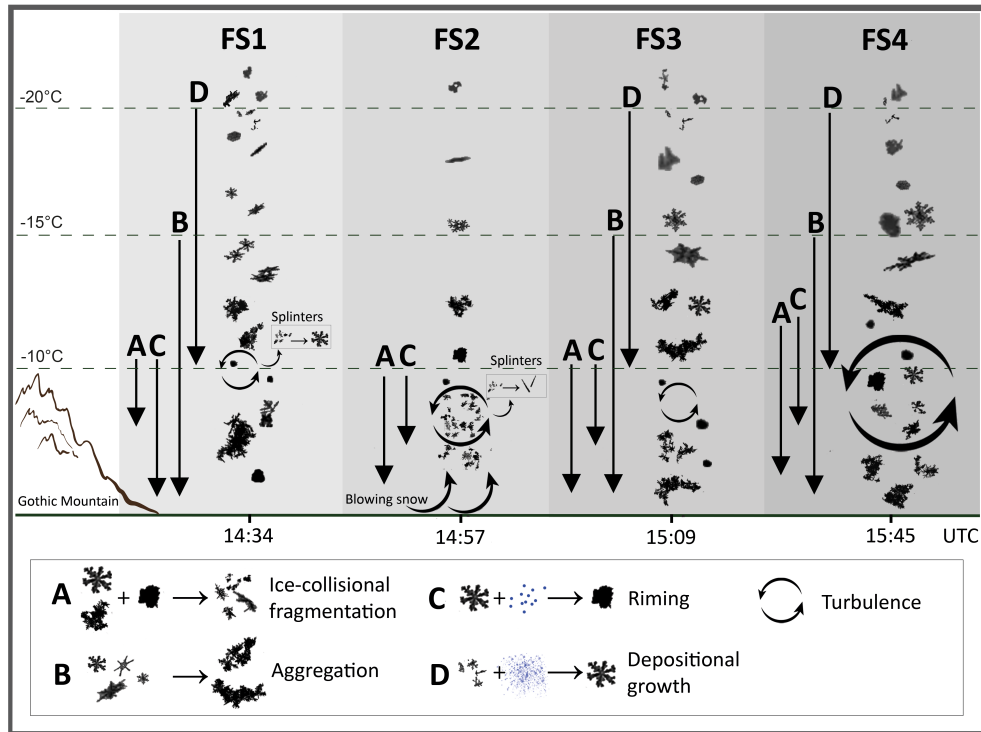 FS1 FS2 FS3 FS4
-20°C
D D D
-15°C
B B B
Splinters
A C
A C
A C
A C
-10°C
Splinters
Gothic Mountain
Blowing snow
14:34 14:57 15:09 15:45 UTC
A + → Ice-collisional
fragmentation
C + → Riming
Turbulence
B → Aggregation
D + → Depositional
growth